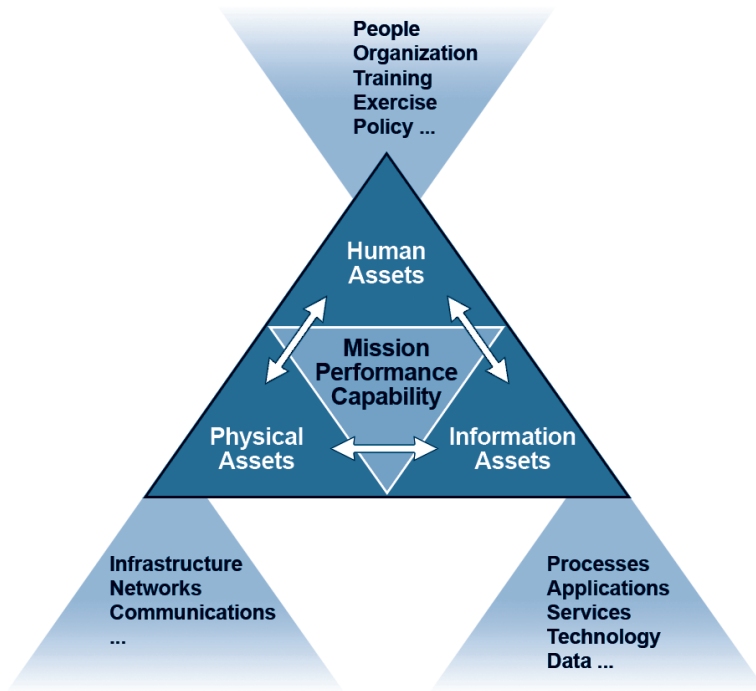 People
Organization
Training
Exercise
Policy ...
Human
Assets
Mission
Performance
Capability
Physical
Assets
Information
Assets
Infrastructure
Networks
Communications
...
Processes
Applications
Services
Technology
Data ...